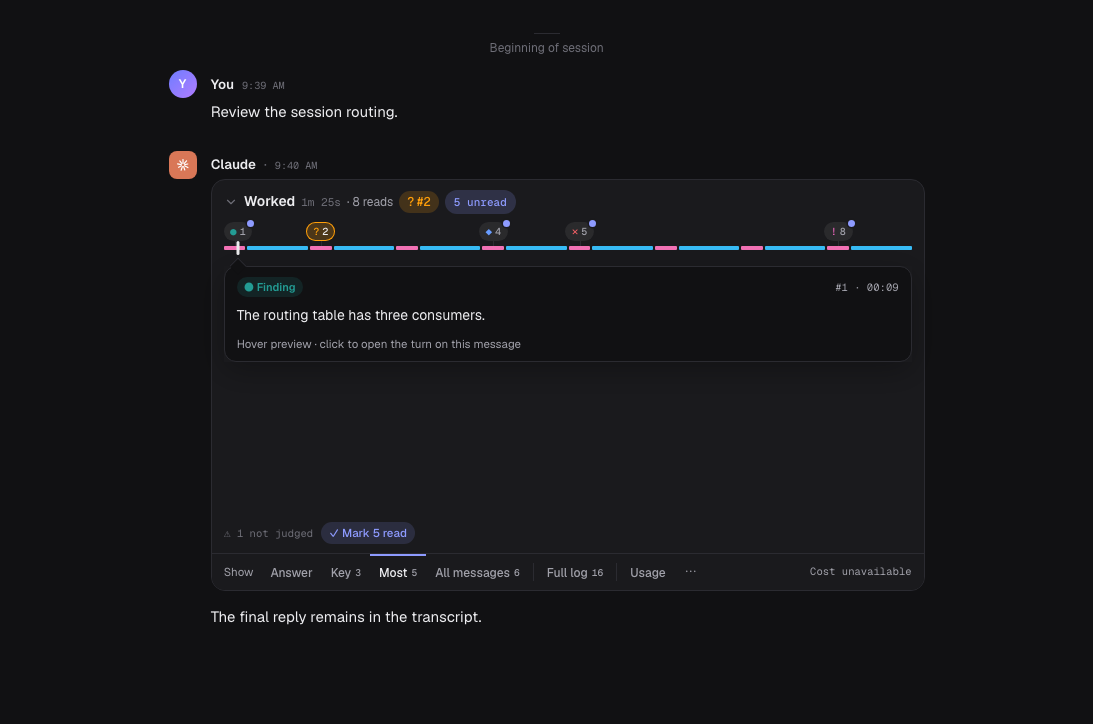 Beginning of session
Y You 9:39 AM
Review the session routing.
Claude · 9:40 AM
Worked 1m 25s · 8 reads ? #2 5 unread
1 ? 2 ◆ 4 × 5 ! 8
Finding #1 · 00:09
The routing table has three consumers.
Hover preview · click to open the turn on this message
⚠ 1 not judged ✓ Mark 5 read
Show Answer Key 3 Most 5 All messages 6 Full log 16 Usage ··· Cost unavailable
The final reply remains in the transcript.